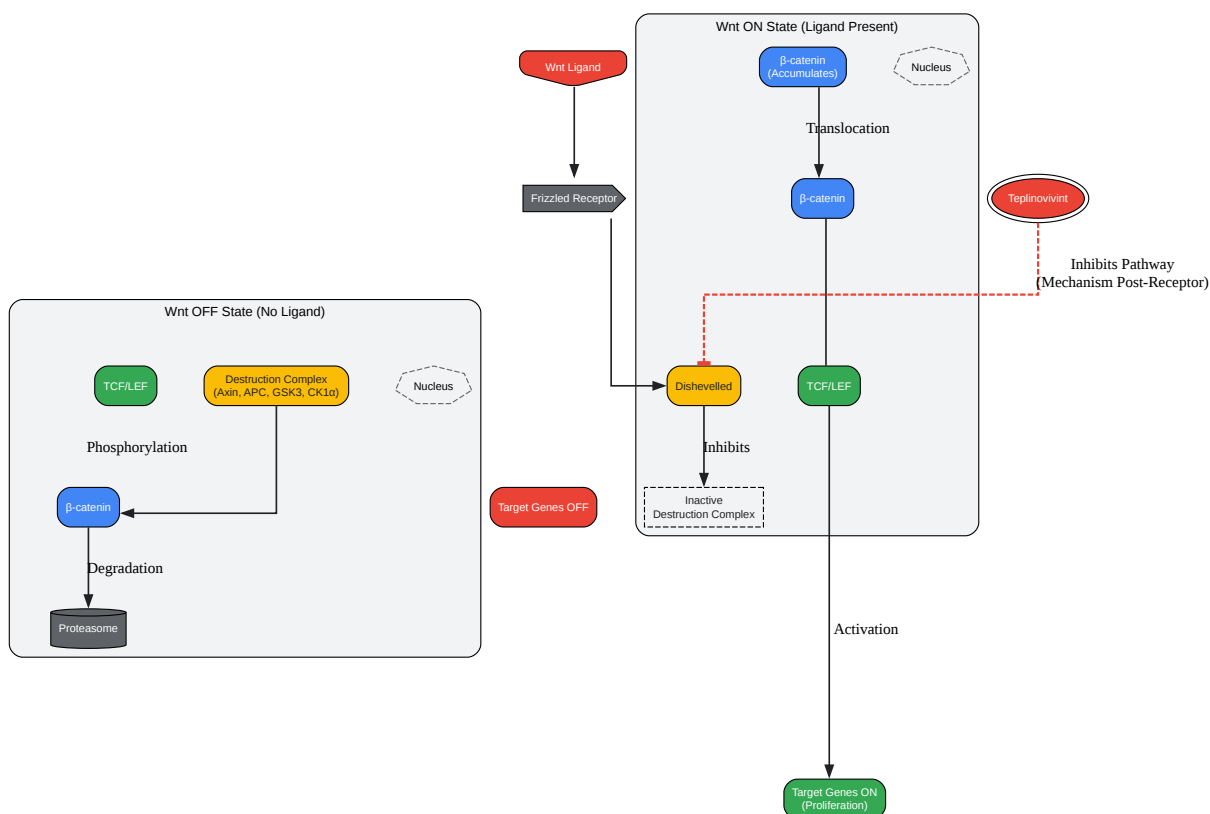 Wnt ON State (Ligand Present)
Wnt Ligand
β-catenin
(Accumulates)
Nucleus
Translocation
Frizzled Receptor
β-catenin
Teplinovivint
Inhibits Pathway
(Mechanism Post-Receptor)
Wnt OFF State (No Ligand)
TCF/LEF
Destruction Complex
(Axin, APC, GSK3, CK1α)
Nucleus
Dishevelled
TCF/LEF
Phosphorylation
Inhibits
β-catenin
Target Genes OFF
Inactive
Destruction Complex
Degradation
Proteasome
Activation
Target Genes ON
(Proliferation)